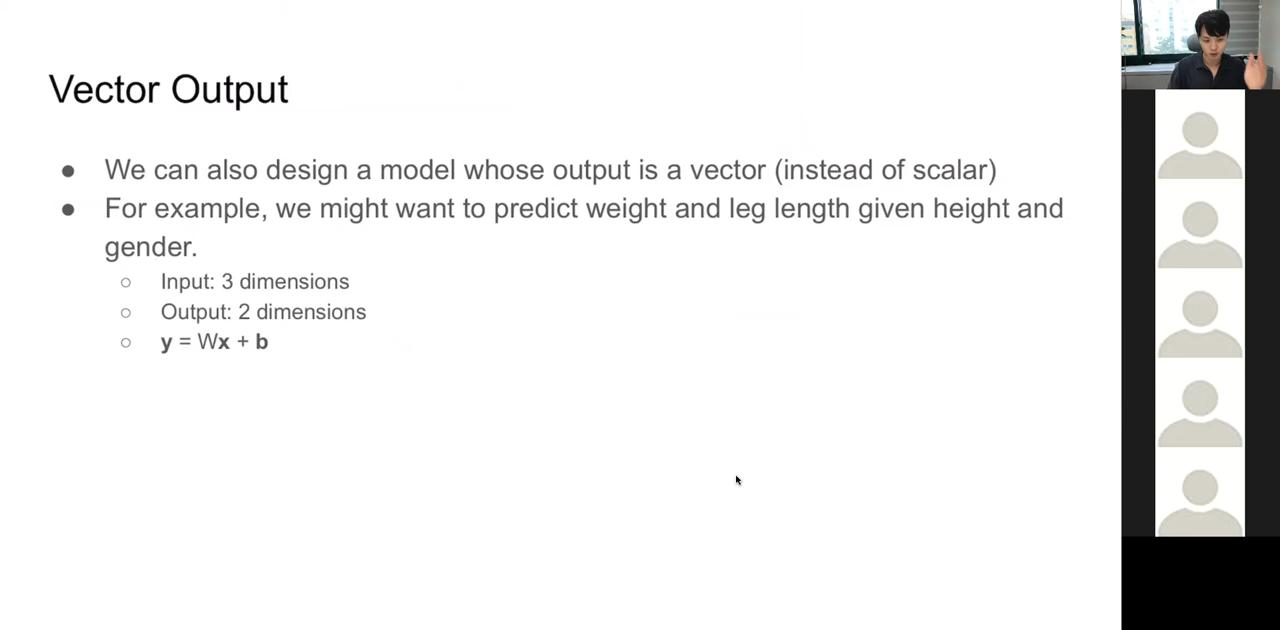 Vector Output
● We can also design a model whose output is a vector (instead of scalar)
● For example, we might want to predict weight and leg length given height and
gender.
○ Input: 3 dimensions
○ Output: 2 dimensions
○ y = Wx + b